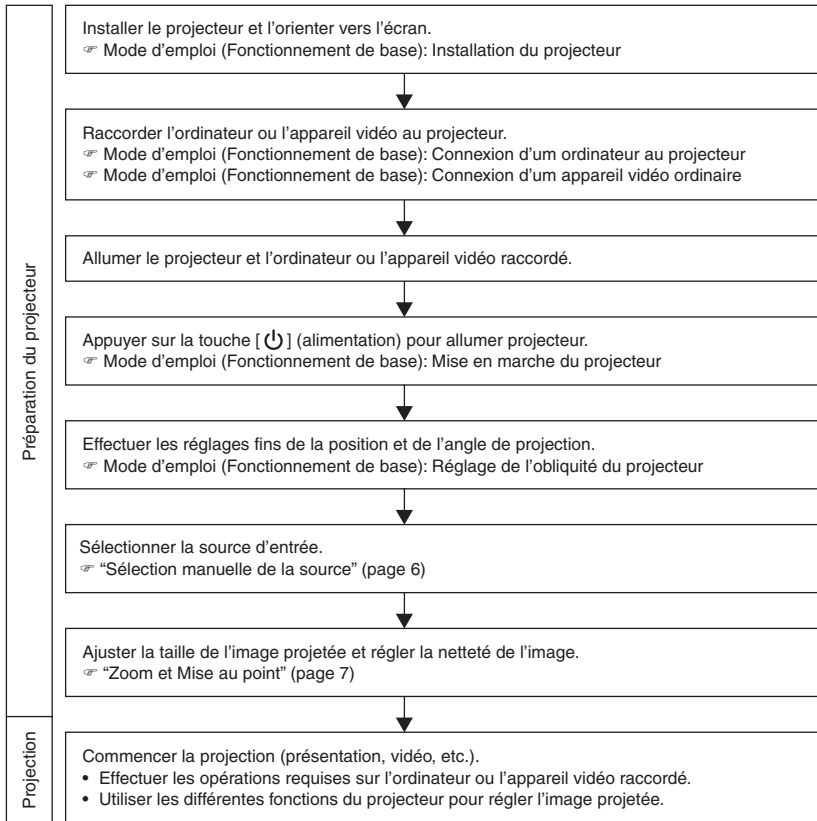 Préparation du projecteur
Installer le projecteur et l'orienter vers l'écran.
☞ Mode d'emploi (Fonctionnement de base): Installation du projecteur
Raccorder l'ordinateur ou l'appareil vidéo au projecteur.
☞ Mode d'emploi (Fonctionnement de base): Connexion d'um ordinateur au projecteur
☞ Mode d'emploi (Fonctionnement de base): Connexion d'um appareil vidéo ordinaire
Allumer le projecteur et l'ordinateur ou l'appareil vidéo raccordé.
Appuyer sur la touche [⏻] (alimentation) pour allumer projecteur.
☞ Mode d'emploi (Fonctionnement de base): Mise en marche du projecteur
Effectuer les réglages fins de la position et de l'angle de projection.
☞ Mode d'emploi (Fonctionnement de base): Réglage de l'obliquité du projecteur
Sélectionner la source d'entrée.
☞ “Sélection manuelle de la source” (page 6)
Ajuster la taille de l'image projetée et régler la netteté de l'image.
☞ “Zoom et Mise au point” (page 7)
Projection
Commencer la projection (présentation, vidéo, etc.).
• Effectuer les opérations requises sur l'ordinateur ou l'appareil vidéo raccordé.
• Utiliser les différentes fonctions du projecteur pour régler l'image projetée.